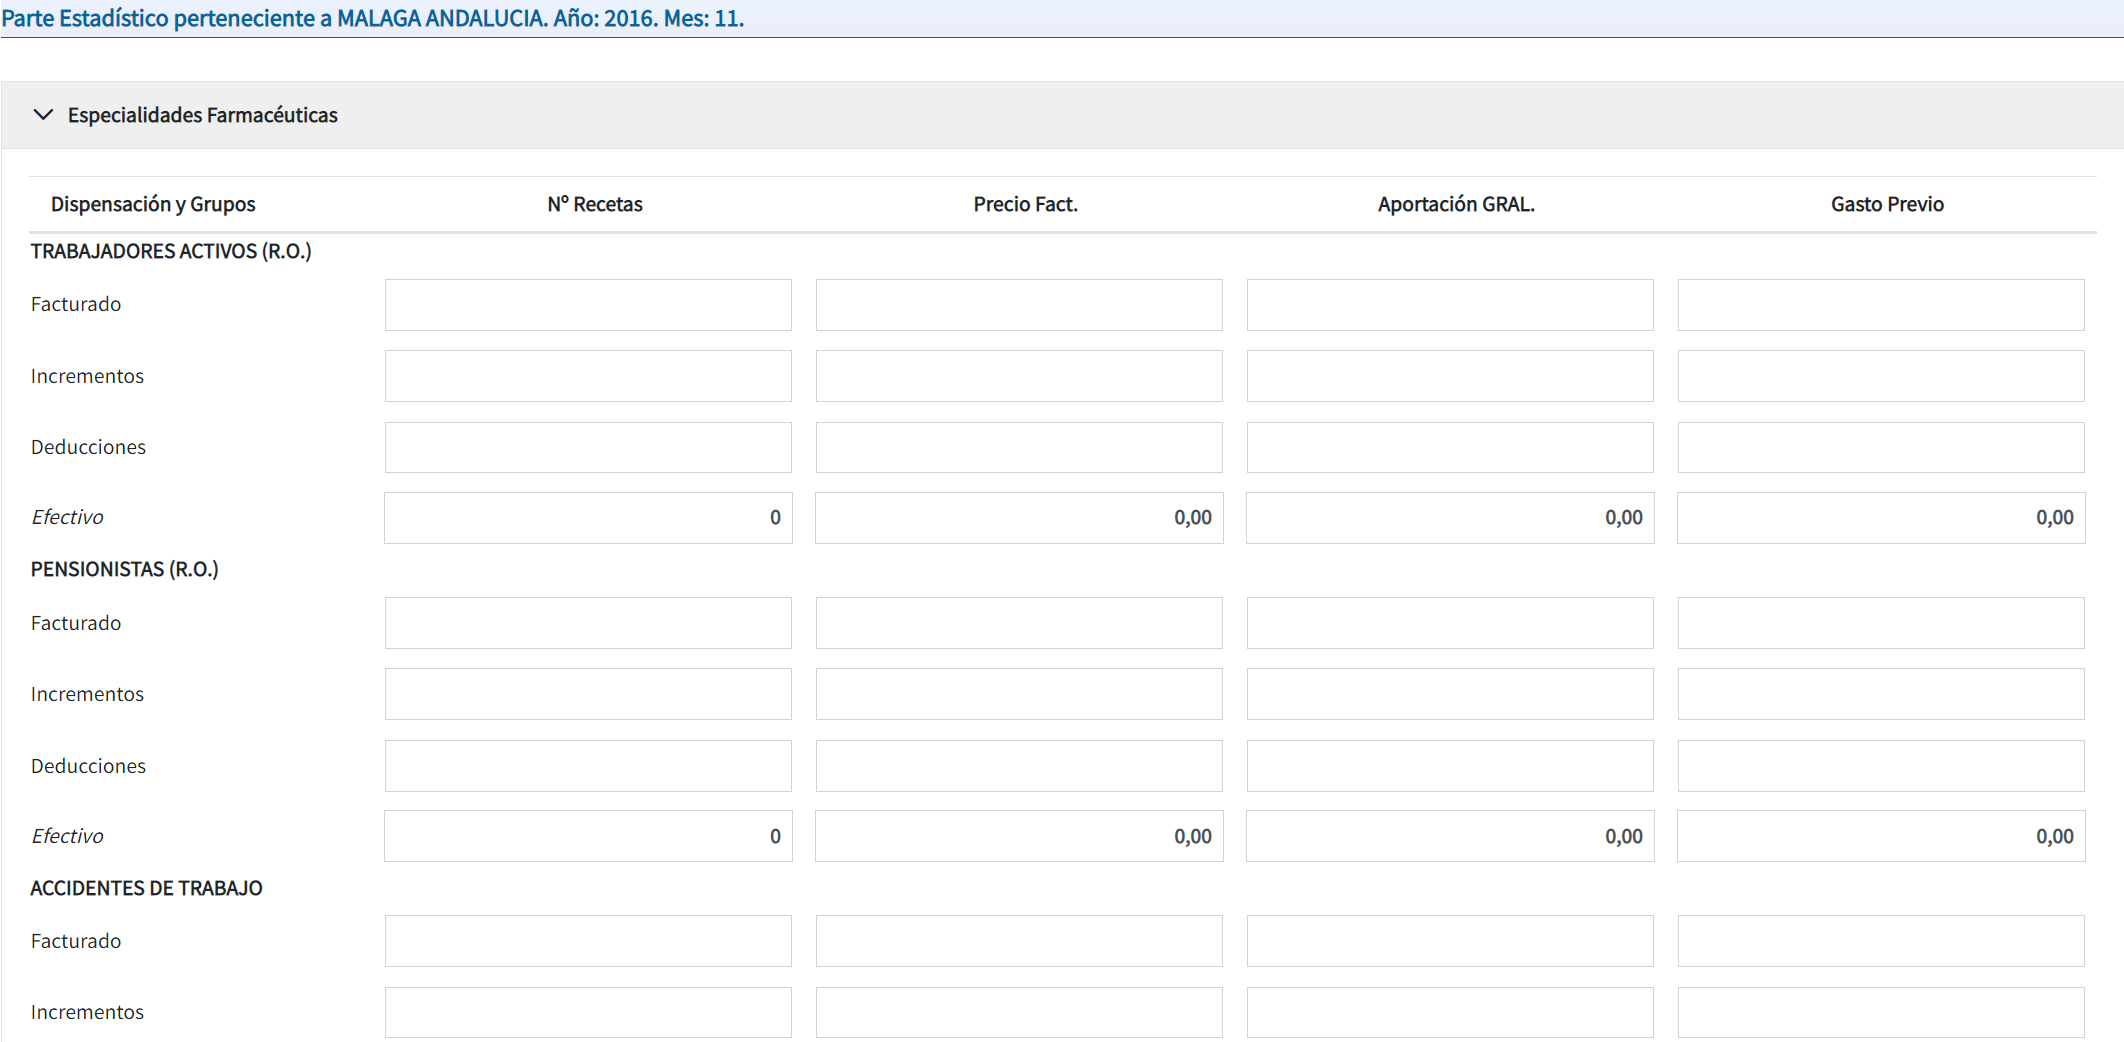 Parte Estadístico perteneciente a MALAGA ANDALUCIA. Año: 2016. Mes: 11.
Especialidades Farmacéuticas
Dispensación y Grupos Nº Recetas Precio Fact. Aportación GRAL. Gasto Previo
TRABAJADORES ACTIVOS (R.O.)
Facturado
Incrementos
Deducciones
Efectivo 0 0,00 0,00 0,00
PENSIONISTAS (R.O.)
Facturado
Incrementos
Deducciones
Efectivo 0 0,00 0,00 0,00
ACCIDENTES DE TRABAJO
Facturado
Incrementos